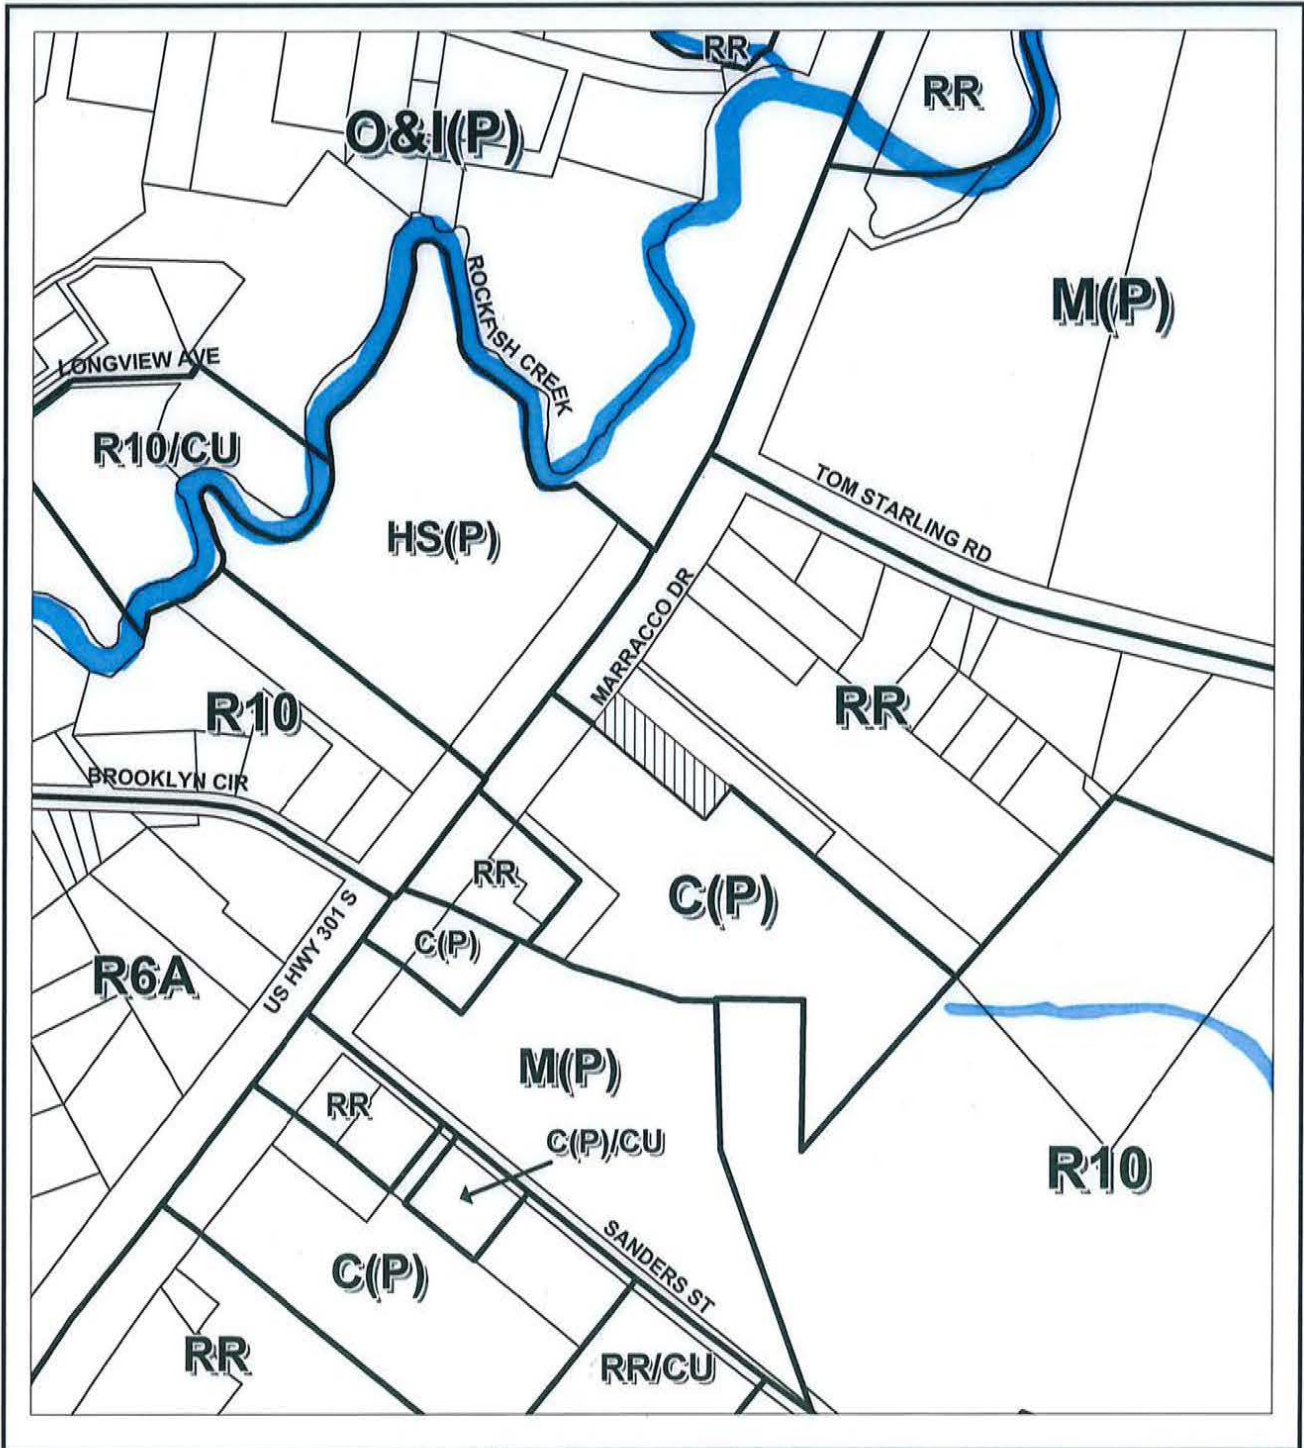 RR
RR
O&I(P)
M(P)
ROCKFISH CREEK
LONGVIEW AVE
R10/CU
HS(P)
TOM STARLING RD
MARRACCO DR
RR
R10
BROOKLYN CIR
RR
C(P)
C(P)
R6A
US HWY 301 S
M(P)
RR
C(P)/CU
R10
SANDERS ST
C(P)
RR
RR/CU